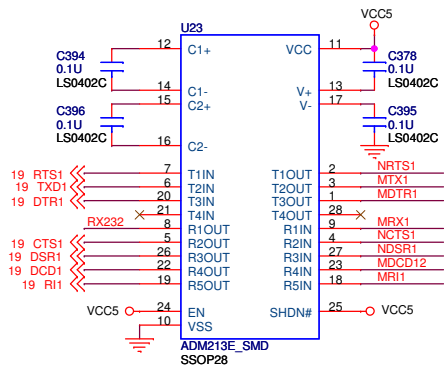 U23
VCC5
C394
0.1U
LS0402C
12 C1+ VCC 11
C378
0.1U
LS0402C
14 C1- V+ 13
15 C2+ V- 17
C396
0.1U
LS0402C
C395
0.1U
LS0402C
16 C2-
19 RTS1 7 T1IN T1OUT 2 NRTS1
19 TXD1 6 T2IN T2OUT 3 MTX1
19 DTR1 20 T3IN T3OUT 1 MDTR1
21 T4IN T4OUT 28
RX232 8 R1OUT R1IN 9 MRX1
19 CTS1 5 R2OUT R2IN 4 NCTS1
19 DSR1 26 R3OUT R3IN 27 NDSR1
19 DCD1 22 R4OUT R4IN 23 MDCD12
19 RI1 19 R5OUT R5IN 18 MRI1
VCC5 24 EN SHDN# 25 VCC5
10 VSS
ADM213E_SMD
SSOP28